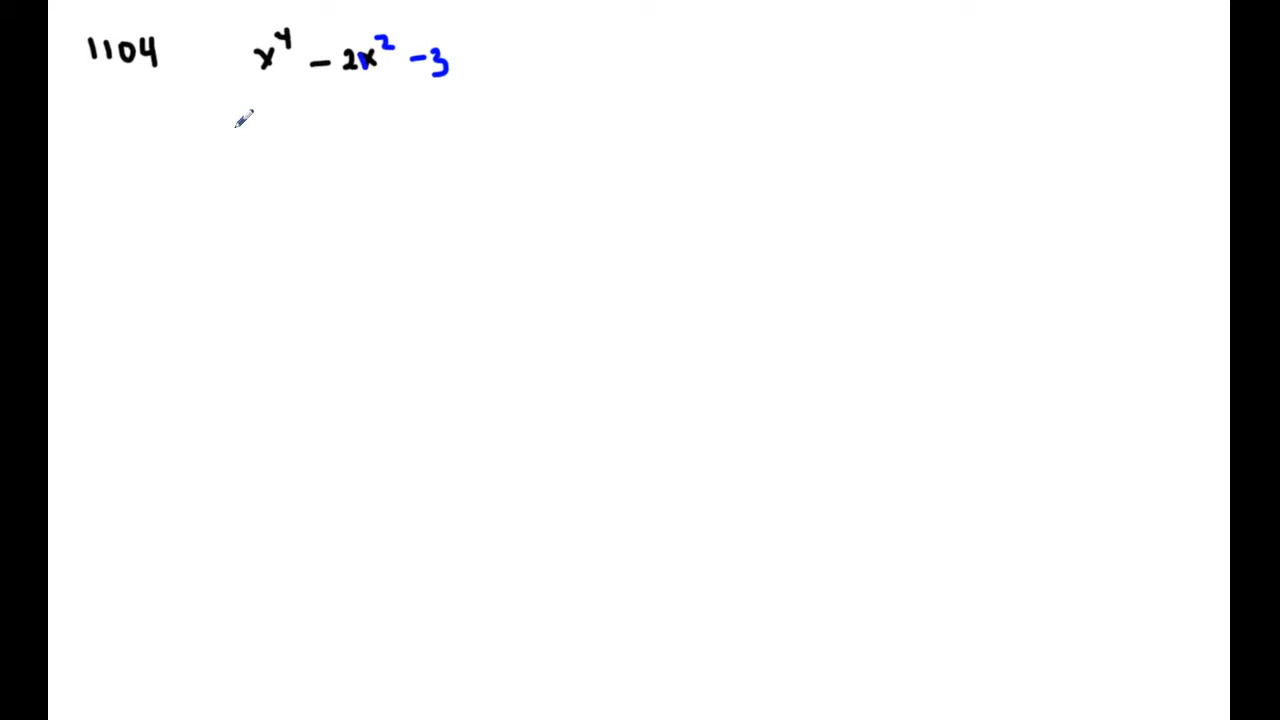 1104 x⁴ - 2x² - 3